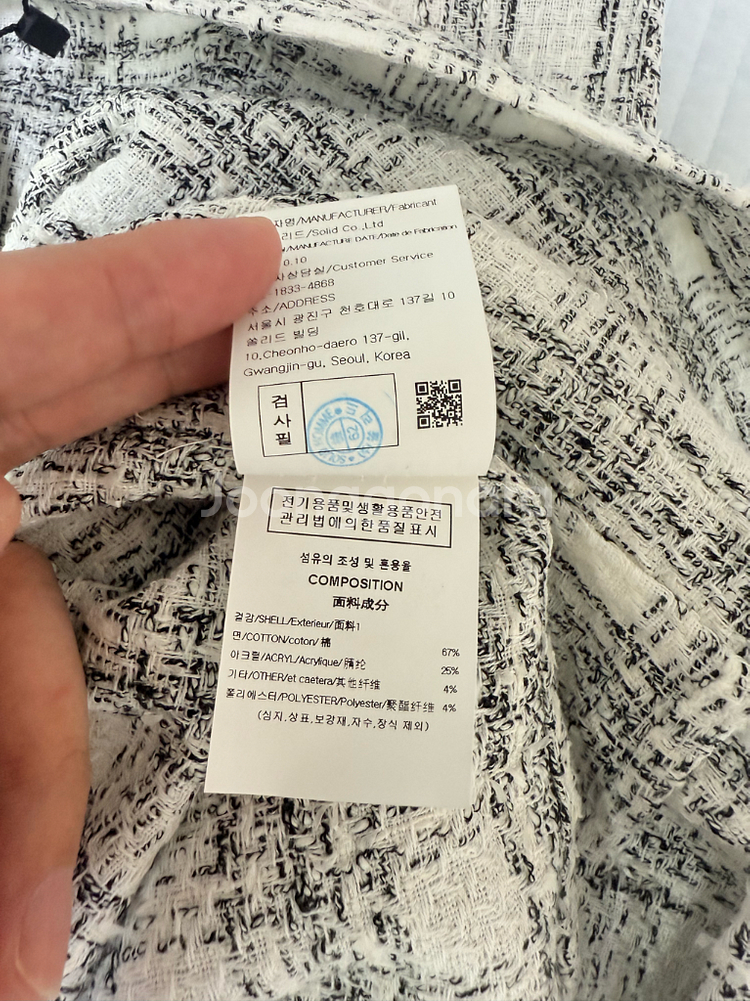 자명/MANUFACTURER/Fabricant
리드/Solid Co.,Ltd
/MANUFACTURE DATE/Date de Fabrication
0.10
사상담실/Customer Service
-1833-4868
주소/ADDRESS
서울시 광진구 천호대로 137길 10
쏠리드 빌딩
10,Cheonho-daero 137-gil,
Gwangjin-gu, Seoul, Korea
검사필
전기용품및생활용품안전
관리법에의한품질표시
섬유의 조성 및 혼용율
COMPOSITION
面料成分
겉감/SHELL/Exterieur/面料1
면/COTTON/coton/棉 67%
아크릴/ACRYL/Acrylique/腈纶 25%
기타/OTHER/et caetera/其他纤维 4%
폴리에스터/POLYESTER/Polyester/聚酯纤维 4%
(심지,상표,보강재,자수,장식 제외)